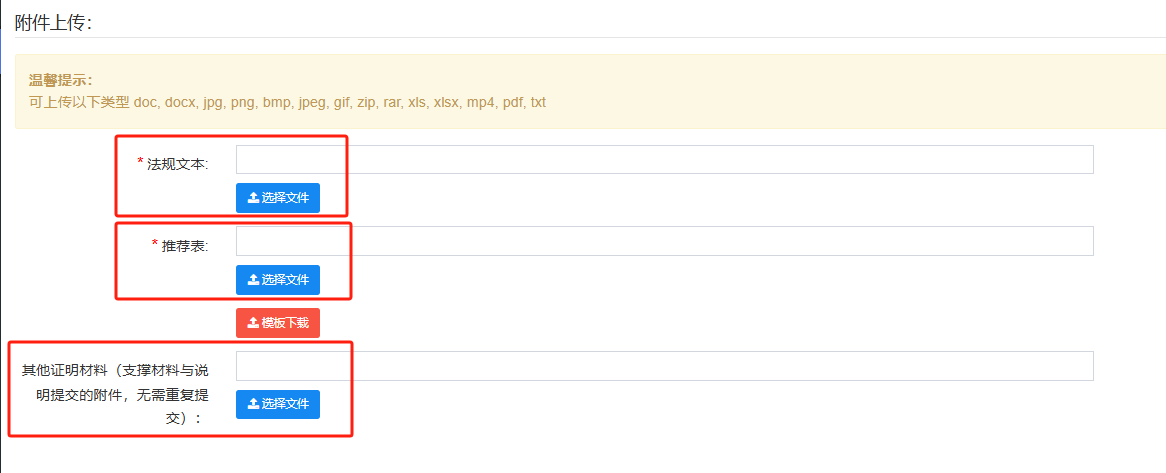 附件上传:
温馨提示:
可上传以下类型 doc, docx, jpg, png, bmp, jpeg, gif, zip, rar, xls, xlsx, mp4, pdf, txt
* 法规文本:
选择文件
* 推荐表:
选择文件
模板下载
其他证明材料（支撑材料与说
明提交的附件，无需重复提
交）:
选择文件